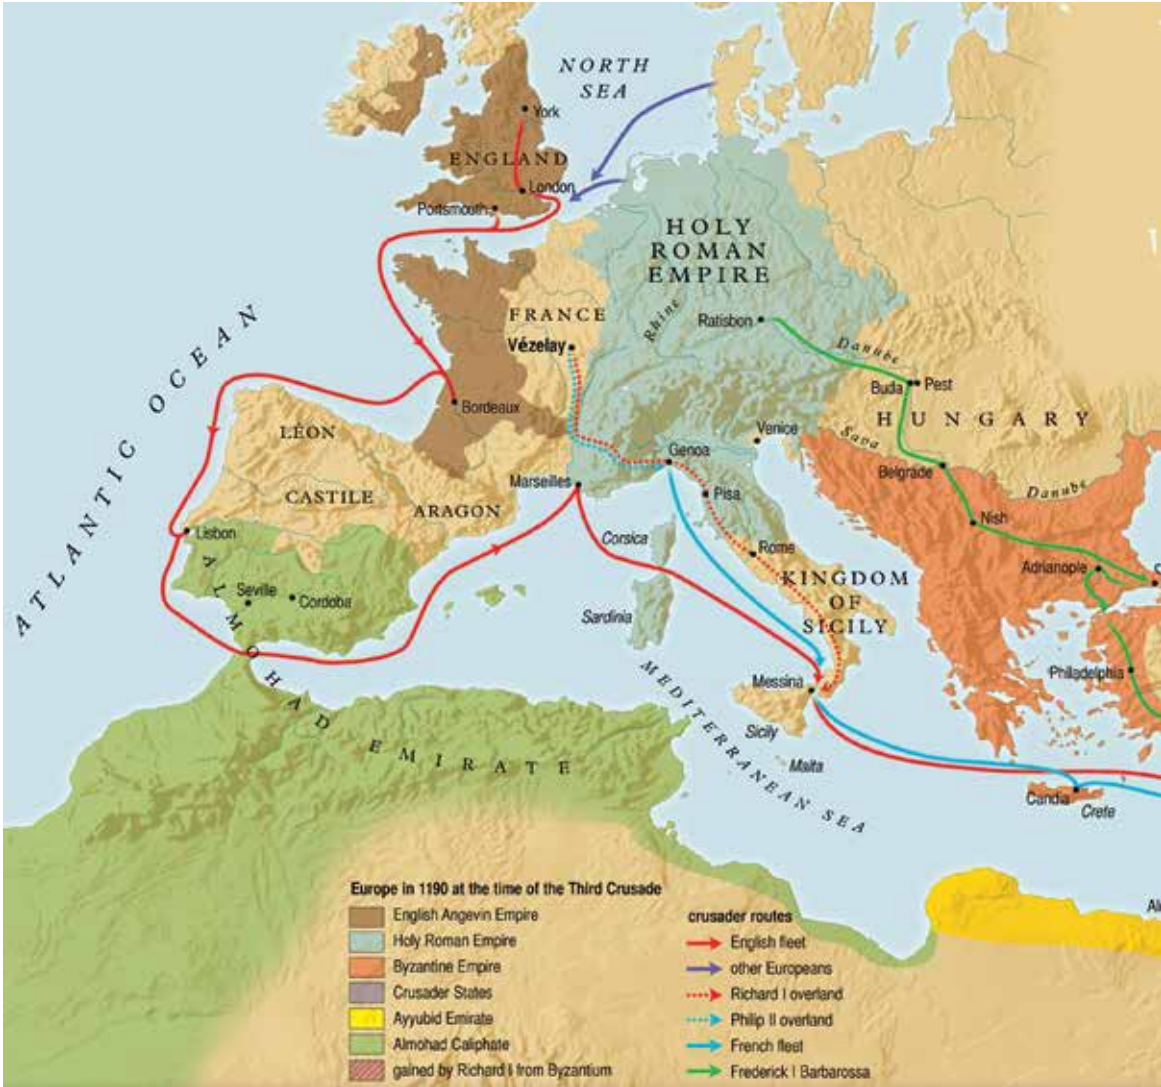 NORTH
SEA
York
ENGLAND
London
Portsmouth
HOLY
ROMAN
EMPIRE
Rhine
Ratisbon
FRANCE
Vézelay
Danube
Buda
Pest
HUNGARY
ATLANTIC OCEAN
Bordeaux
LÉON
Venice
Sava
Genoa
Belgrade
CASTILE
Marseilles
Pisa
Danube
ARAGON
Nish
Lisbon
Corsica
Rome
Adrianople
KINGDOM
OF
SICILY
Seville
Cordoba
Sardinia
Philadelphia
ALMOHAD EMIRATE
MEDITERRANEAN SEA
Messina
Sicily
Malta
Candia
Crete
Europe in 1190 at the time of the Third Crusade
English Angevin Empire
Holy Roman Empire
Byzantine Empire
Crusader States
Ayyubid Emirate
Almohad Caliphate
gained by Richard I from Byzantium
crusader routes
English fleet
other Europeans
Richard I overland
Philip II overland
French fleet
Frederick I Barbarossa